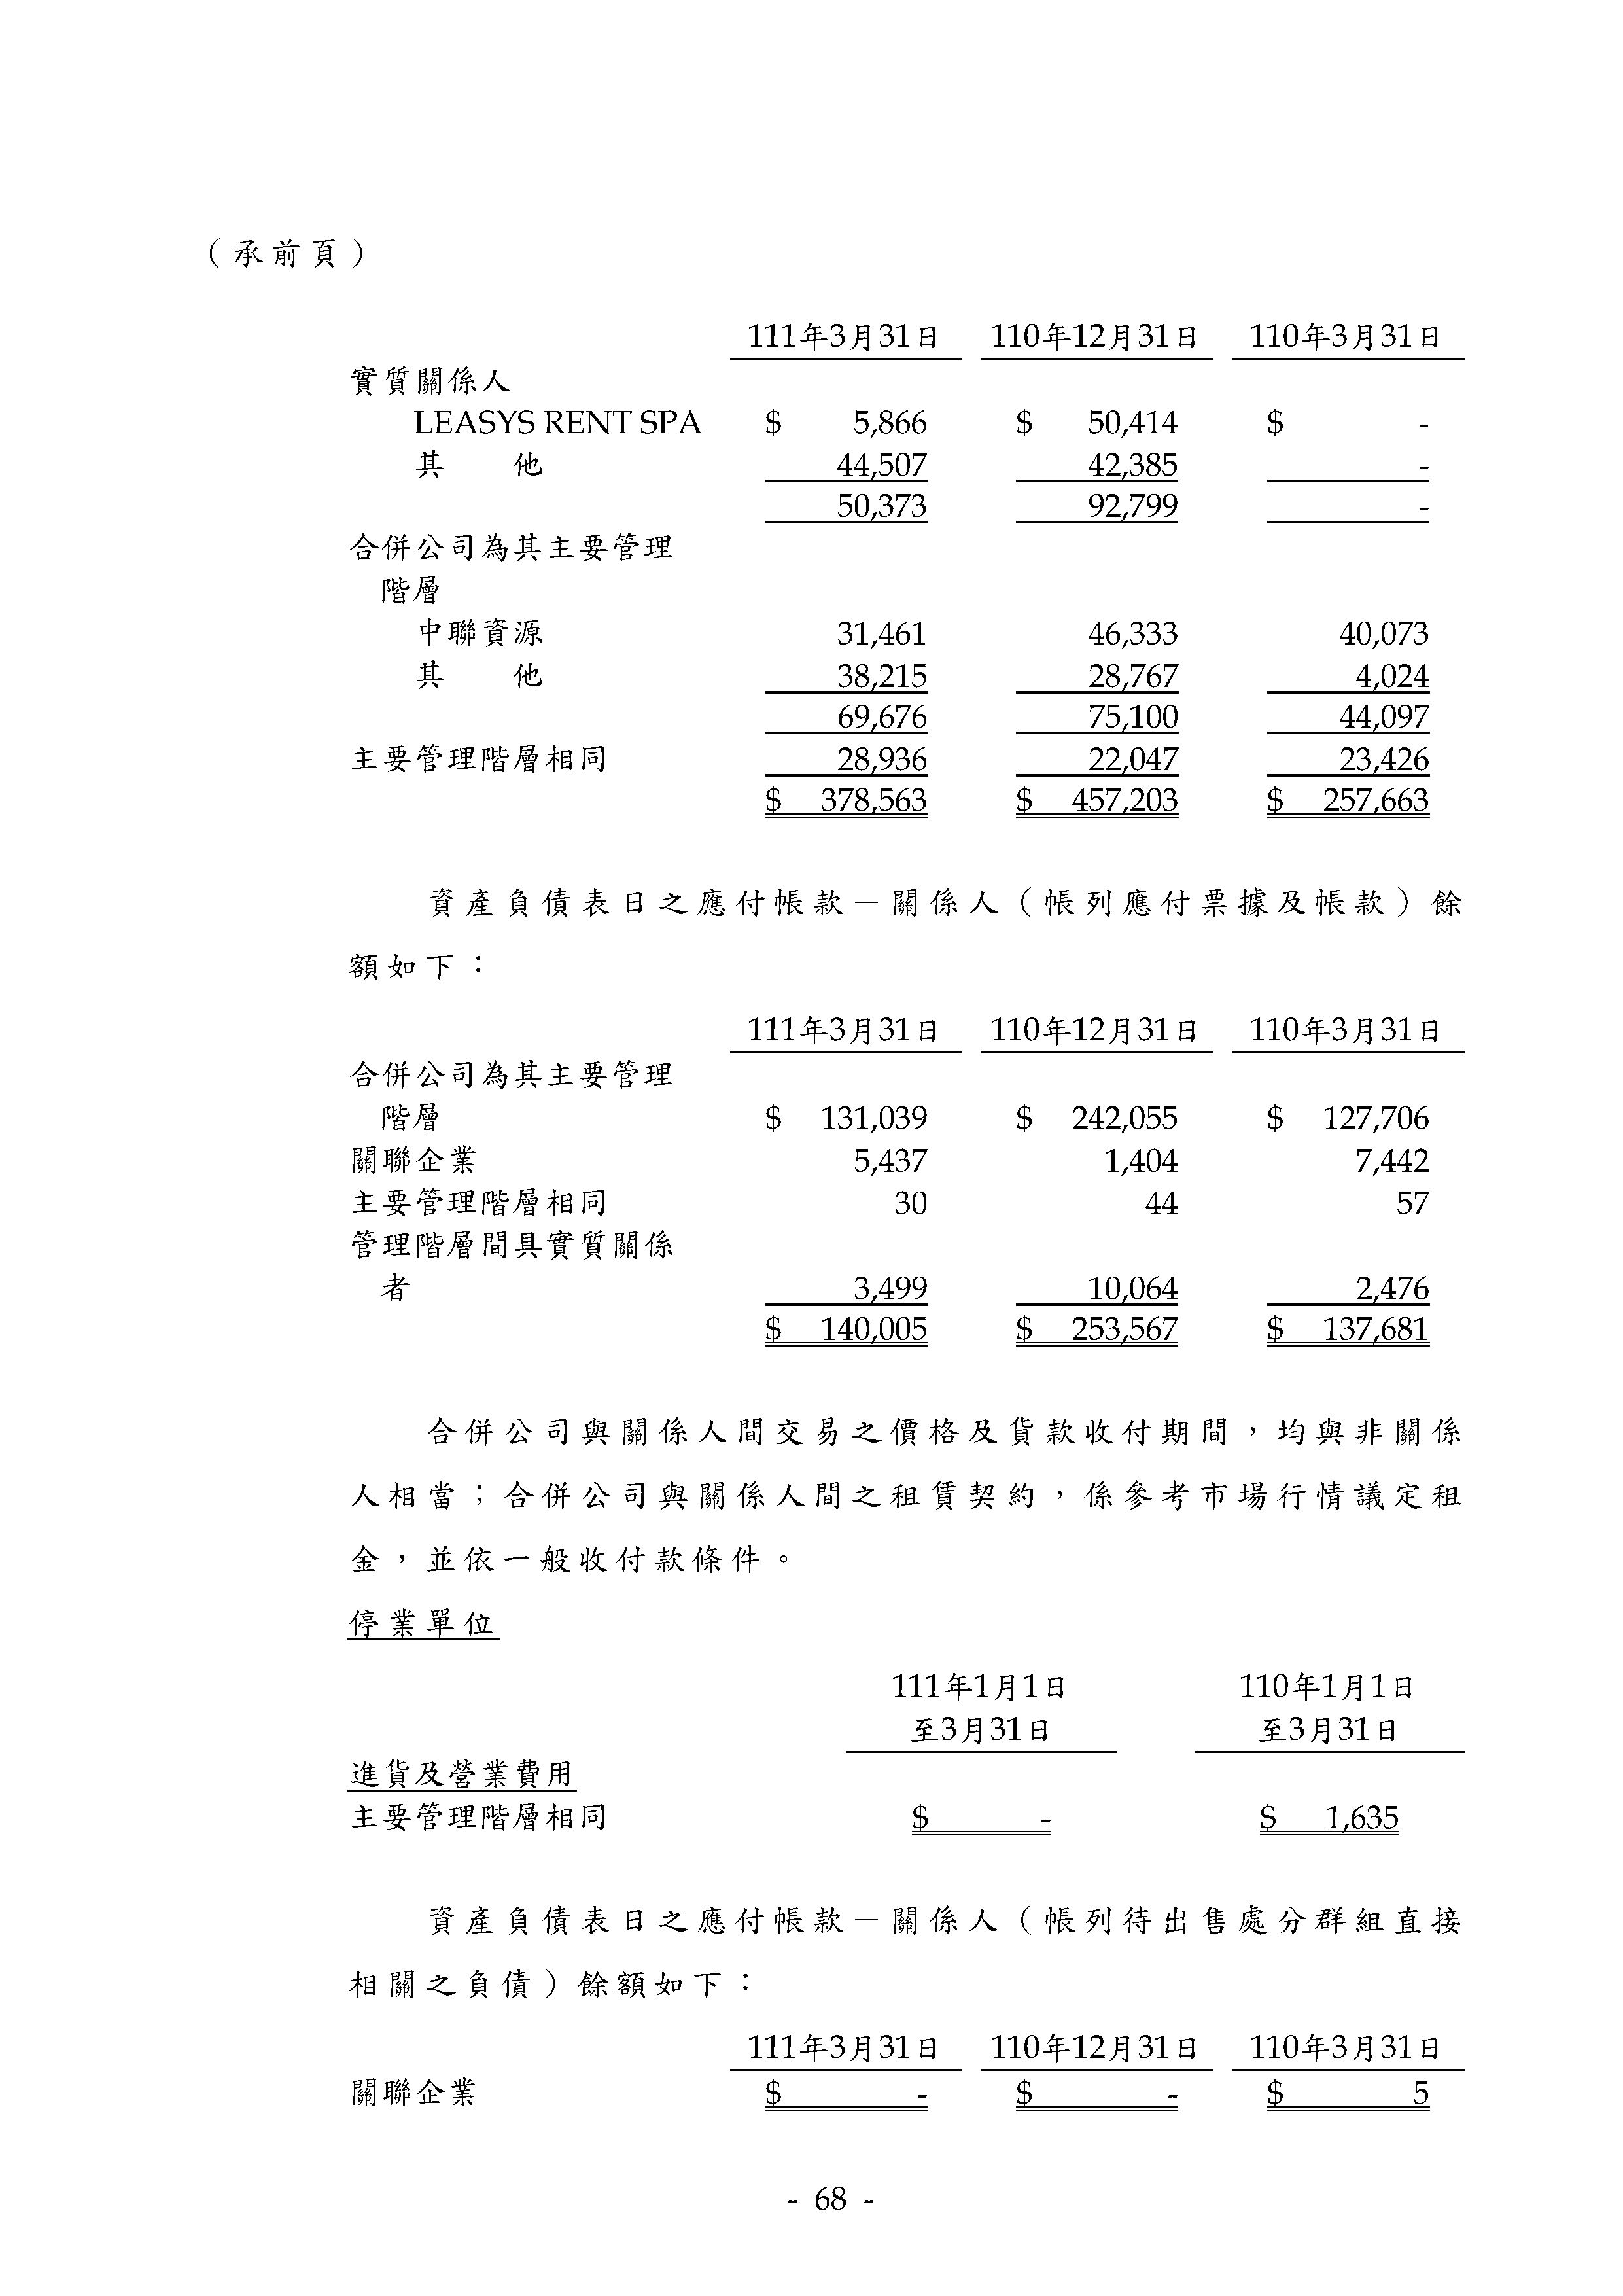 （承前頁）
111年3月31日 110年12月31日 110年3月31日
實質關係人
LEASYS RENT SPA $ 5,866 $ 50,414 $ -
其他 44,507 42,385 -
50,373 92,799 -
合併公司為其主要管理
階層
中聯資源 31,461 46,333 40,073
其他 38,215 28,767 4,024
69,676 75,100 44,097
主要管理階層相同 28,936 22,047 23,426
$ 378,563 $ 457,203 $ 257,663
資產負債表日之應付帳款－關係人（帳列應付票據及帳款）餘
額如下：
111年3月31日 110年12月31日 110年3月31日
合併公司為其主要管理
階層 $ 131,039 $ 242,055 $ 127,706
關聯企業 5,437 1,404 7,442
主要管理階層相同 30 44 57
管理階層間具實質關係
者 3,499 10,064 2,476
$ 140,005 $ 253,567 $ 137,681
合併公司與關係人間交易之價格及貨款收付期間，均與非關係
人相當；合併公司與關係人間之租賃契約，係參考市場行情議定租
金，並依一般收付款條件。
停業單位
111年1月1日 110年1月1日
至3月31日 至3月31日
進貨及營業費用
主要管理階層相同 $ - $ 1,635
資產負債表日之應付帳款－關係人（帳列待出售處分群組直接
相關之負債）餘額如下：
111年3月31日 110年12月31日 110年3月31日
關聯企業 $ - $ - $ 5
- 68 -